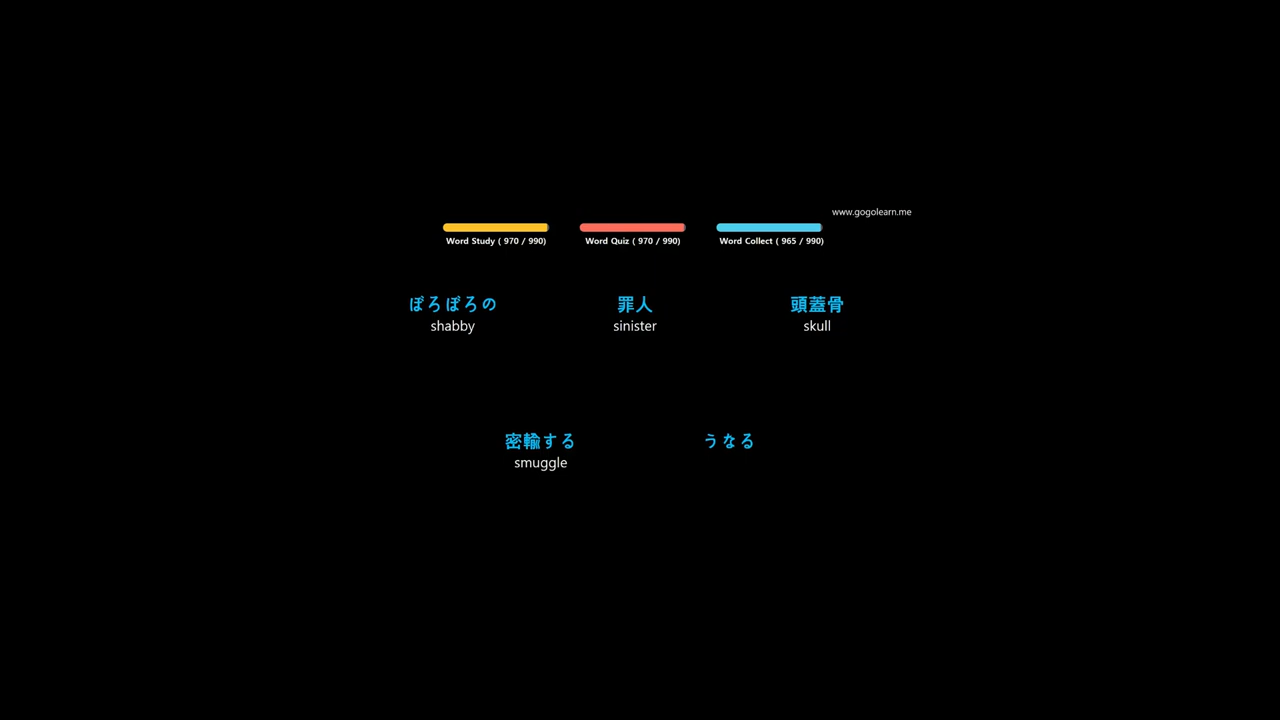 www.gogolearn.me
Word Study ( 970 / 990)
Word Quiz ( 970 / 990)
Word Collect ( 965 / 990)
ぼろぼろの
shabby
罪人
sinister
頭蓋骨
skull
密輸する
smuggle
うなる